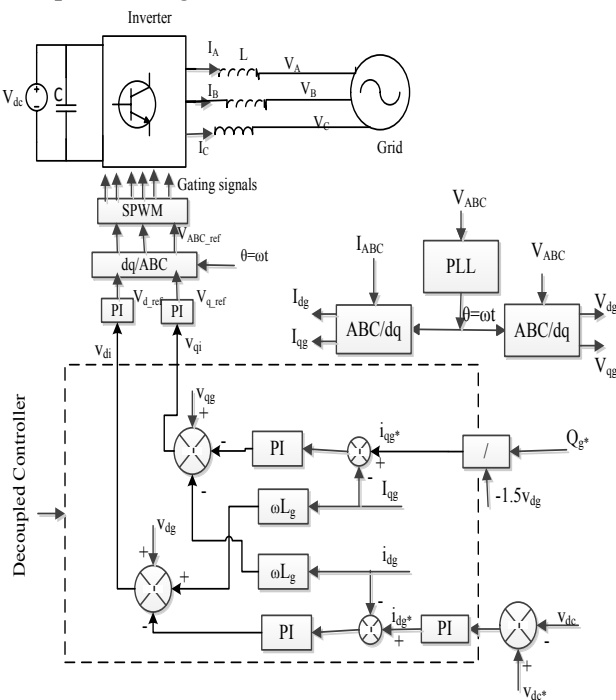 Inverter
I_A
L
V_A
V_dc
C
I_B
V_B
I_C
V_C
Grid
Gating signals
SPWM
V_ABC_ref
dq/ABC
θ=ωt
V_d_ref
V_q_ref
PI
PI
v_di
v_qi
V_ABC
I_ABC
PLL
V_ABC
I_dg
I_qg
ABC/dq
θ=ωt
ABC/dq
V_dg
V_qg
Decoupled Controller
v_qg
+
-
-
PI
i_qg*
+
-
/
Q_g*
-1.5v_dg
I_qg
ωL_g
v_dg
+
+
-
ωL_g
i_dg
PI
-
+
i_dg*
PI
v_dc
-
+
v_dc*